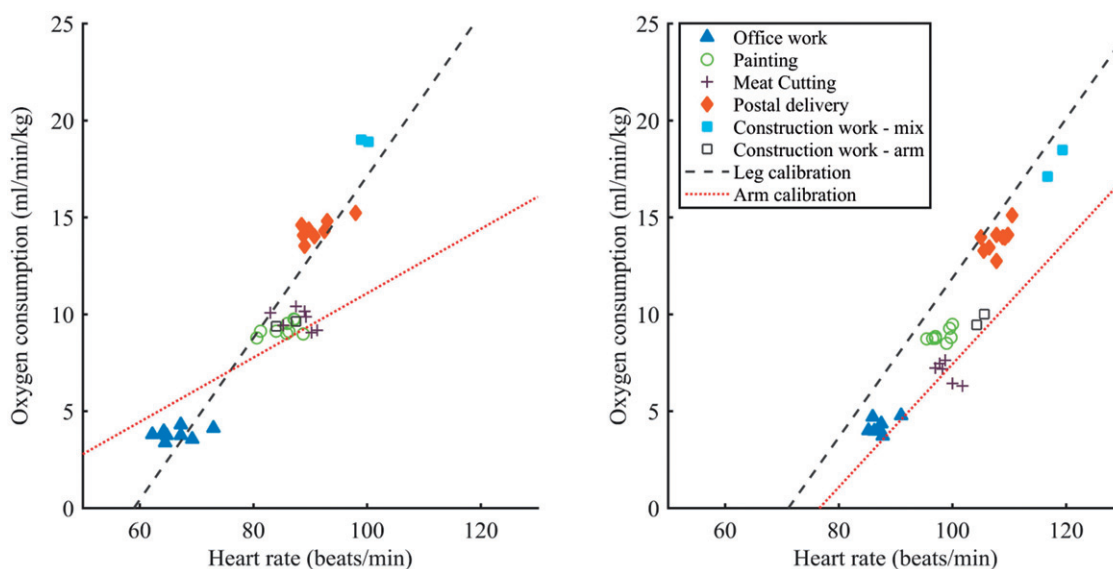 25
20
15
10
5
0
60
80
100
120
Heart rate (beats/min)
Oxygen consumption (ml/min/kg)
25
20
15
10
5
0
60
80
100
120
Heart rate (beats/min)
Oxygen consumption (ml/min/kg)
Office work
Painting
Meat Cutting
Postal delivery
Construction work - mix
Construction work - arm
Leg calibration
Arm calibration